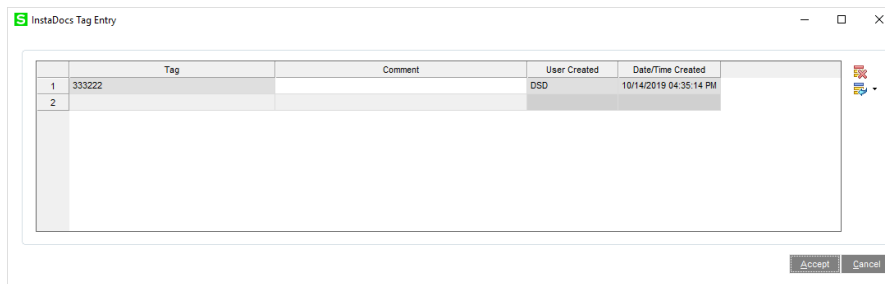 S InstaDocs Tag Entry
Tag Comment User Created Date/Time Created
1 333222 DSD 10/14/2019 04:35:14 PM
2
Accept Cancel